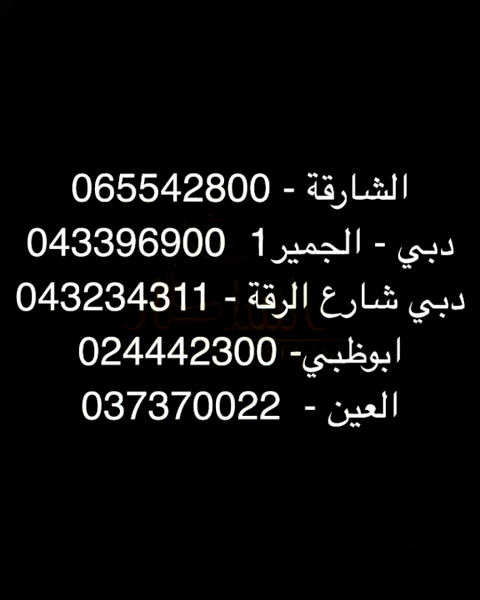 الشارقة - 065542800
دبي - الجميرا 043396900
دبي شارع الرقة - 043234311
ابوظبي- 024442300
العين - 037370022